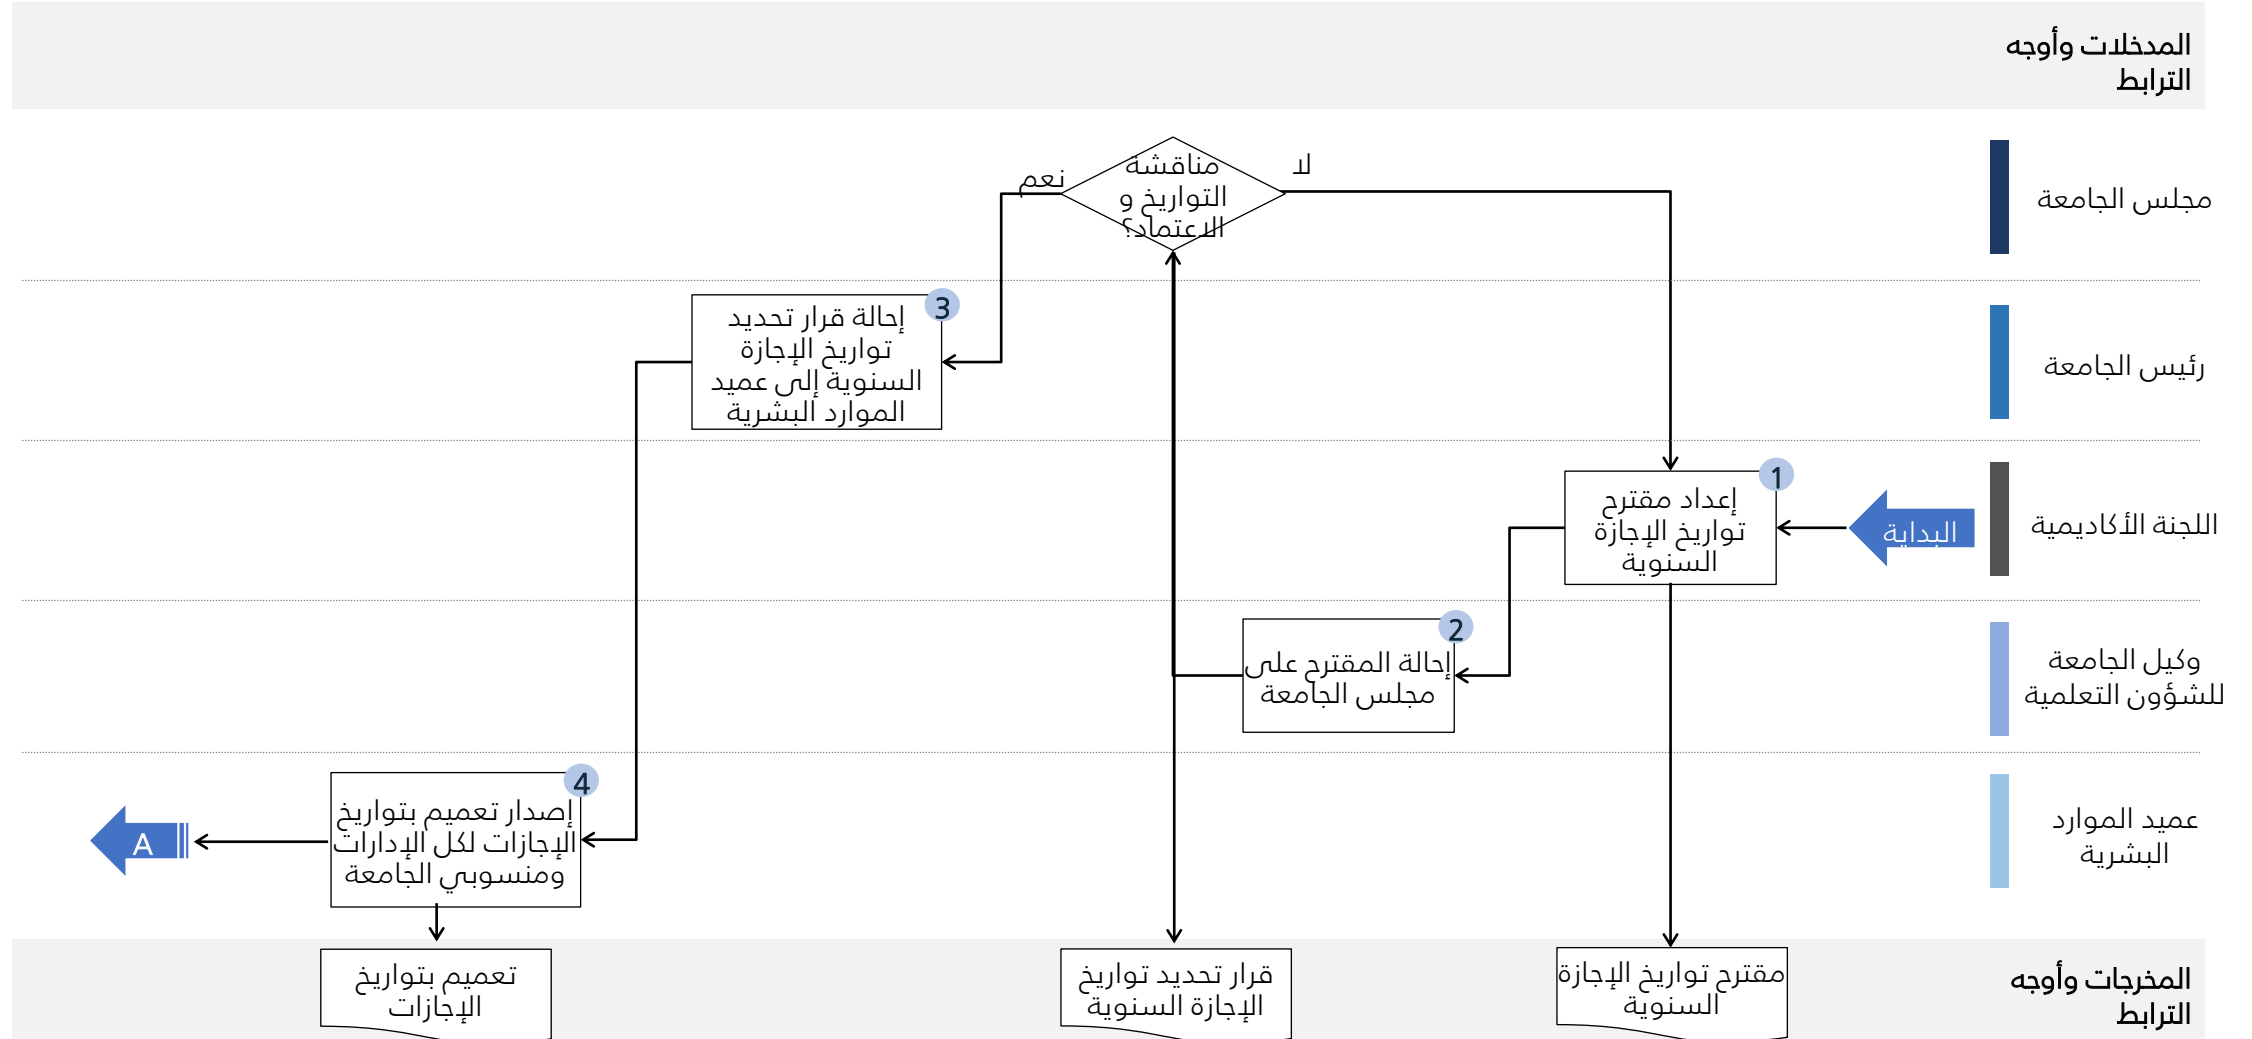 المدخلات وأوجه
الترابط
مجلس الجامعة
لا
مناقشة
التواريخ و
الاعتماد؟
نعم
رئيس الجامعة
3
إحالة قرار تحديد
تواريخ الإجازة
السنوية إلى عميد
الموارد البشرية
اللجنة الأكاديمية
البداية
1
إعداد مقترح
تواريخ الإجازة
السنوية
وكيل الجامعة
للشؤون التعلمية
2
إحالة المقترح على
مجلس الجامعة
عميد الموارد
البشرية
4
إصدار تعميم بتواريخ
الإجازات لكل الإدارات
ومنسوبي الجامعة
A
المخرجات وأوجه
الترابط
مقترح تواريخ الإجازة
السنوية
قرار تحديد تواريخ
الإجازة السنوية
تعميم بتواريخ
الإجازات